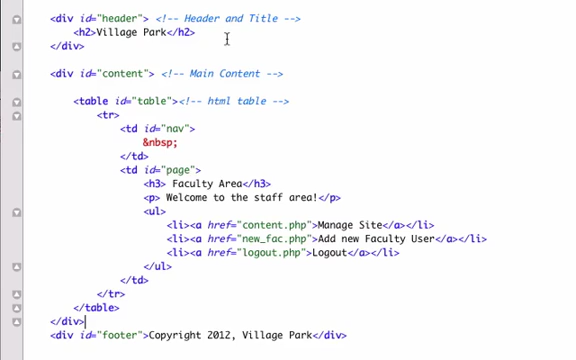 <div id="header"> <!-- Header and Title -->
<h2>Village Park</h2>
</div>
<div id="content"> <!-- Main Content -->
<table id="table"><!-- html table -->
<tr>
<td id="nav">
&nbsp;
</td>
<td id="page">
<h3> Faculty Area</h3>
<p> Welcome to the staff area!</p>
<ul>
<li><a href="content.php">Manage Site</a></li>
<li><a href="new_fac.php">Add new Faculty User</a></li>
<li><a href="logout.php">Logout</a></li>
</ul>
</td>
</tr>
</table>
</div>
<div id="footer">Copyright 2012, Village Park</div>